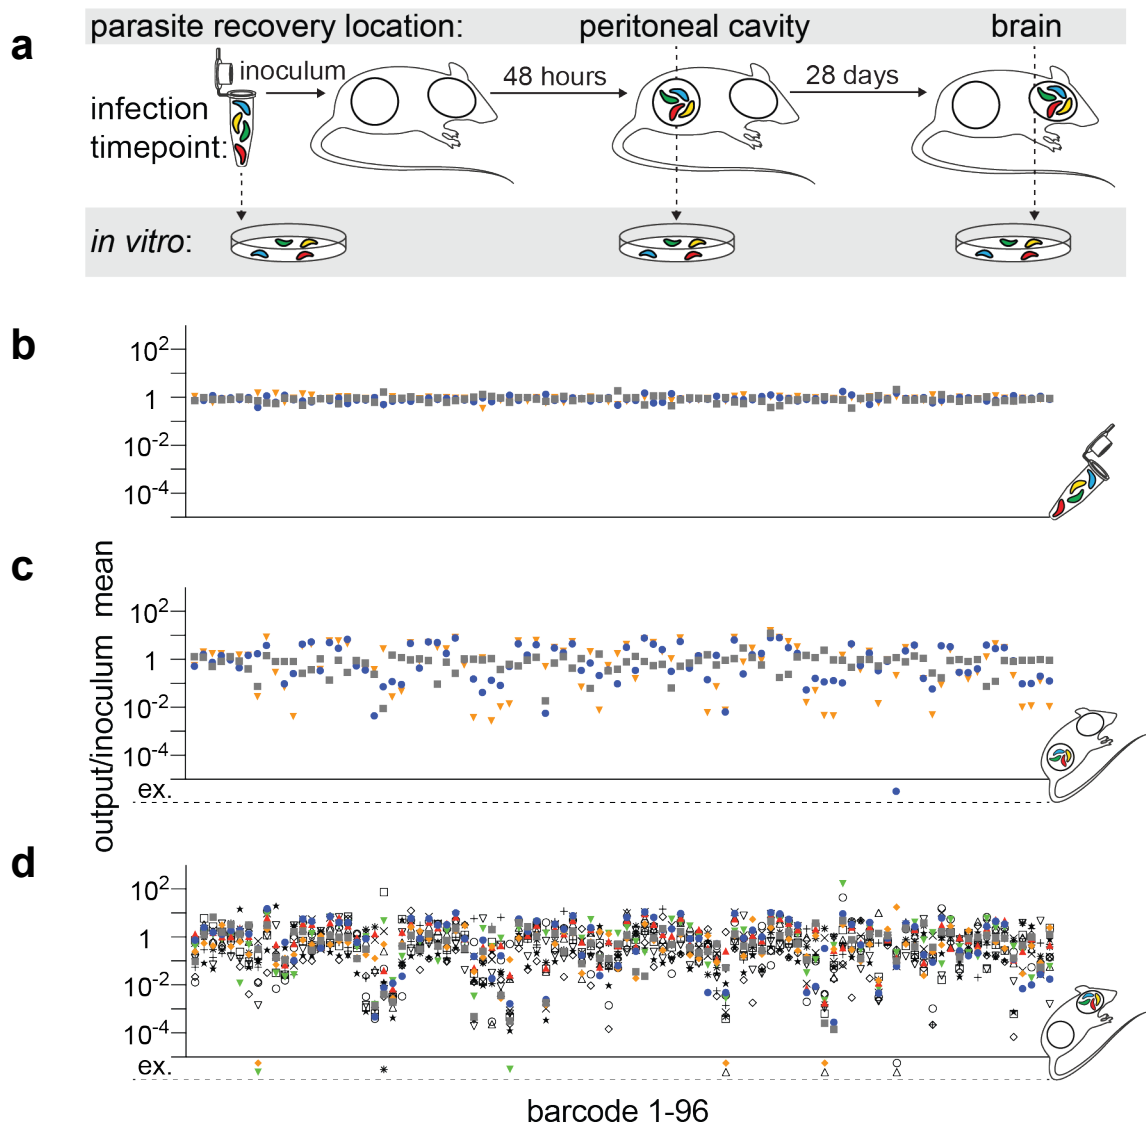 a
parasite recovery location: peritoneal cavity brain
inoculum 48 hours 28 days
infection
timepoint:
in vitro:
b
10²
1
10⁻²
10⁻⁴
c
output/inoculum mean
10²
1
10⁻²
10⁻⁴
ex.
d
10²
1
10⁻²
10⁻⁴
ex.
barcode 1-96